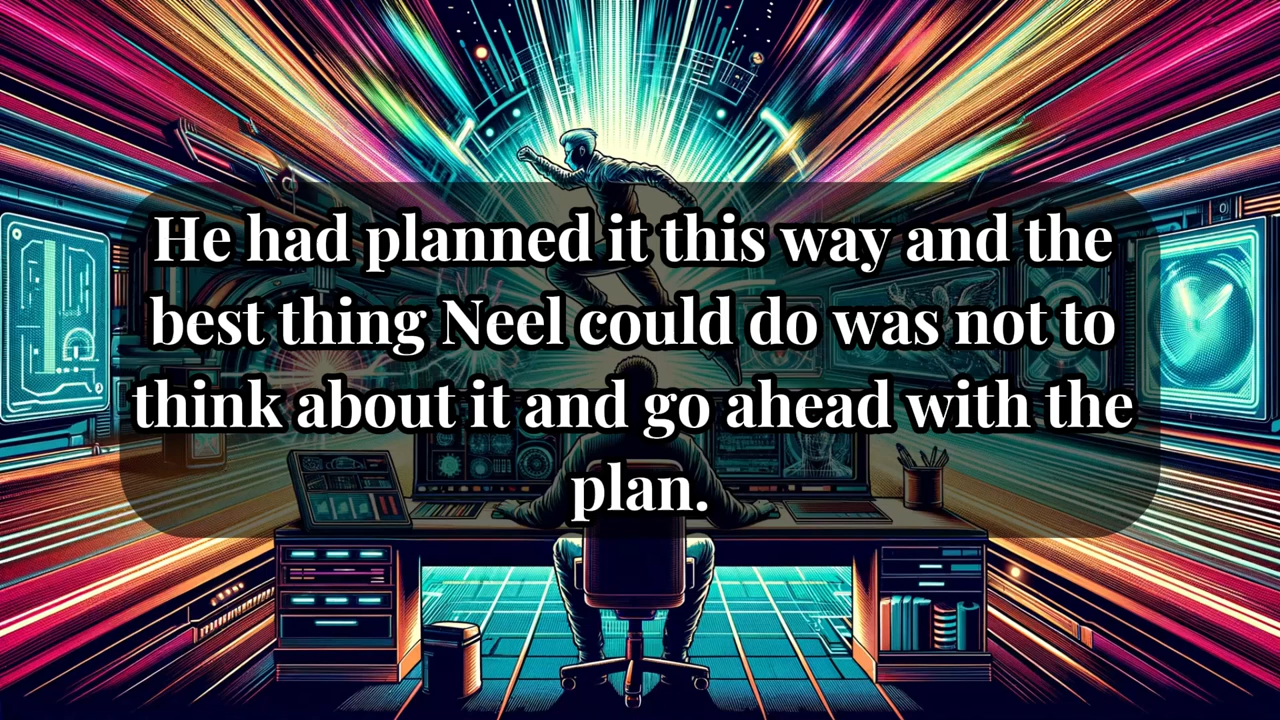 He had planned it this way and the
best thing Neel could do was not to
think about it and go ahead with the
plan.